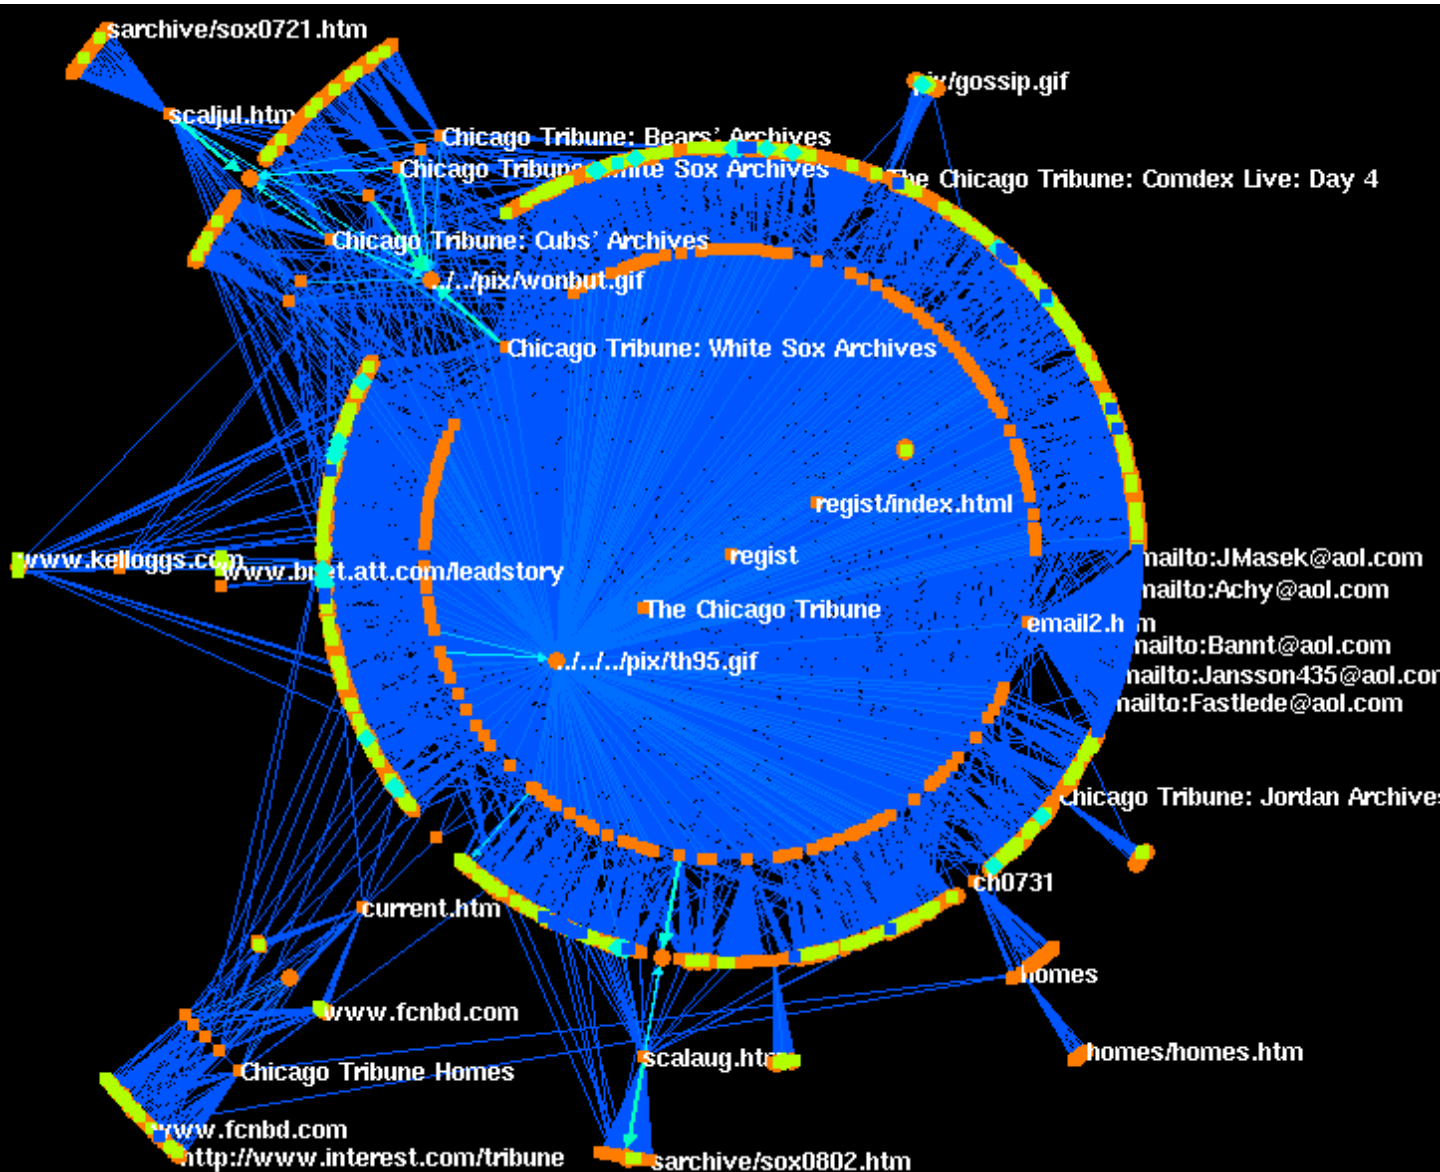 sarchive/sox0721.htm
/gossip.gif
scaljul.htm
Chicago Tribune: Bears' Archives
Chicago Tribune: White Sox Archives
The Chicago Tribune: Comdex Live: Day 4
Chicago Tribune: Cubs' Archives
../../pix/wonbut.gif
Chicago Tribune: White Sox Archives
regist/index.html
www.kelloggs.com
regist
mailto:JMasek@aol.com
www.bnet.att.com/leadstory
mailto:Achy@aol.com
The Chicago Tribune
email2.htm
mailto:Bannt@aol.com
../../../pix/th95.gif
mailto:Jansson435@aol.com
mailto:Fastlede@aol.com
Chicago Tribune: Jordan Archives
ch0731
current.htm
homes
www.fcnbd.com
homes/homes.htm
scalaug.htm
Chicago Tribune Homes
www.fcnbd.com
http://www.interest.com/tribune
sarchive/sox0802.htm